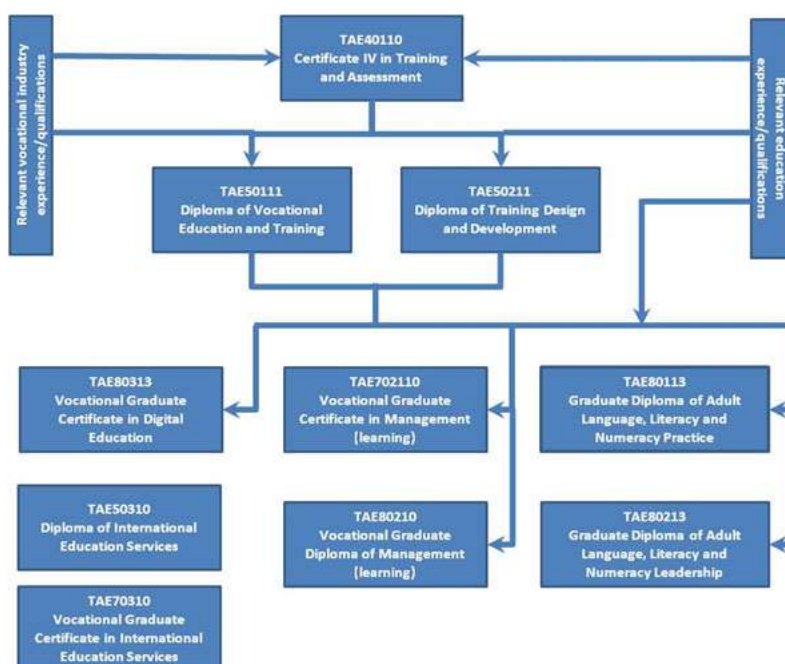 Relevant vocational industry
experience/qualifications
TAE40110
Certificate IV in Training
and Assessment
Relevant education
experience/qualifications
TAE50111
Diploma of Vocational
Education and Training
TAE50211
Diploma of Training Design
and Development
TAE80313
Vocational Graduate
Certificate in Digital
Education
TAE702110
Vocational Graduate
Certificate in Management
(learning)
TAE80113
Graduate Diploma of Adult
Language, Literacy and
Numeracy Practice
TAE50310
Diploma of International
Education Services
TAE80210
Vocational Graduate
Diploma of Management
(learning)
TAE80213
Graduate Diploma of Adult
Language, Literacy and
Numeracy Leadership
TAE70310
Vocational Graduate
Certificate in International
Education Services